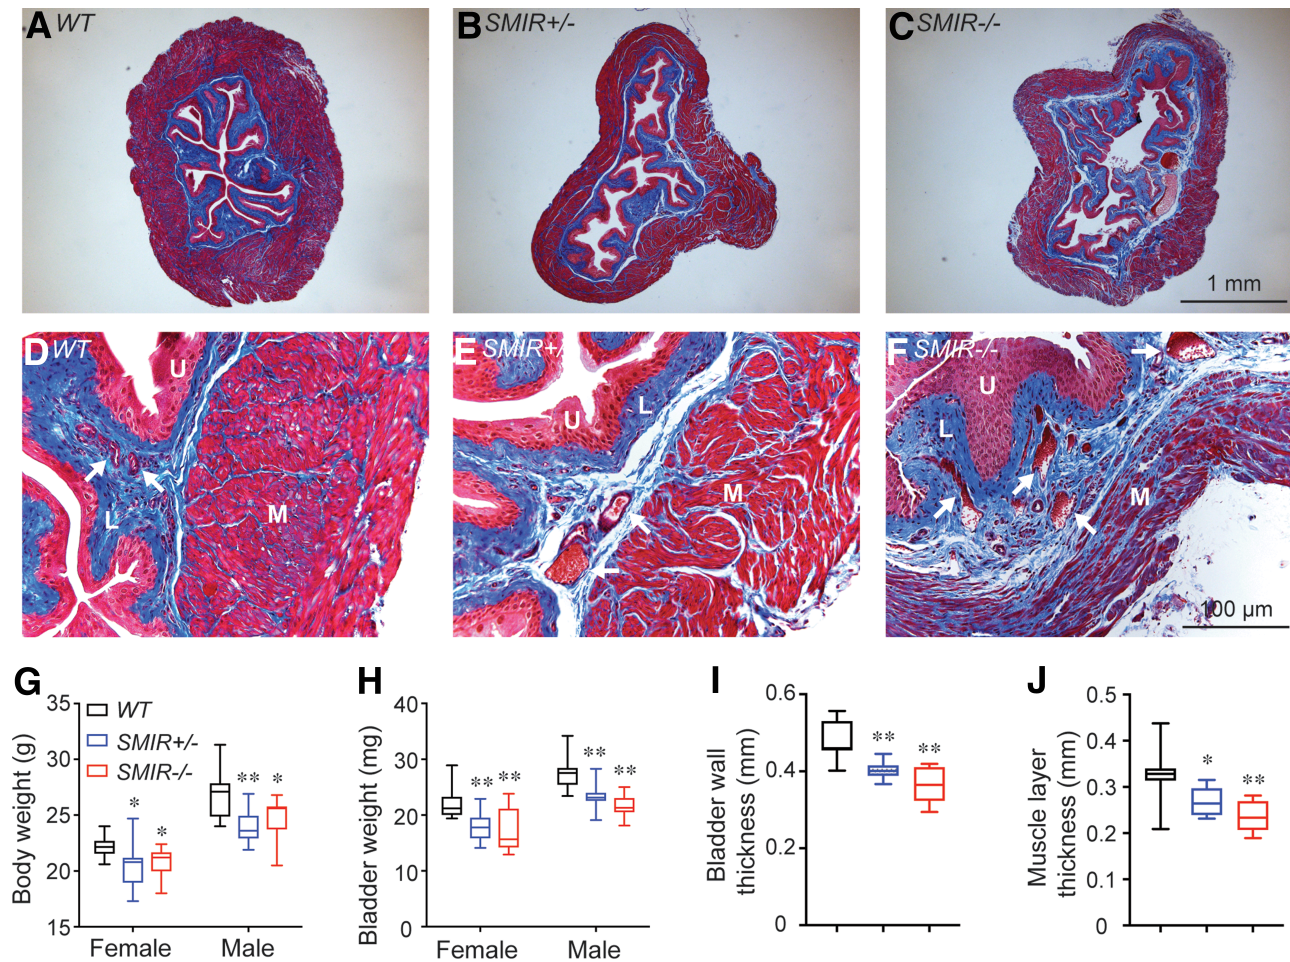 A WT
B SMIR+/-
C SMIR-/-
1 mm
D WT
U
L
M
E SMIR+/-
U
L
M
F SMIR-/-
U
L
M
100 µm
G
Body weight (g)
35
30
25
20
15
WT
SMIR+/-
SMIR-/-
*
*
**
*
Female
Male
H
Bladder weight (mg)
40
30
20
10
0
**
**
**
**
Female
Male
I
Bladder wall
thickness (mm)
0.6
0.4
0.2
0
**
**
J
Muscle layer
thickness (mm)
0.5
0.4
0.3
0.2
0.1
0
*
**